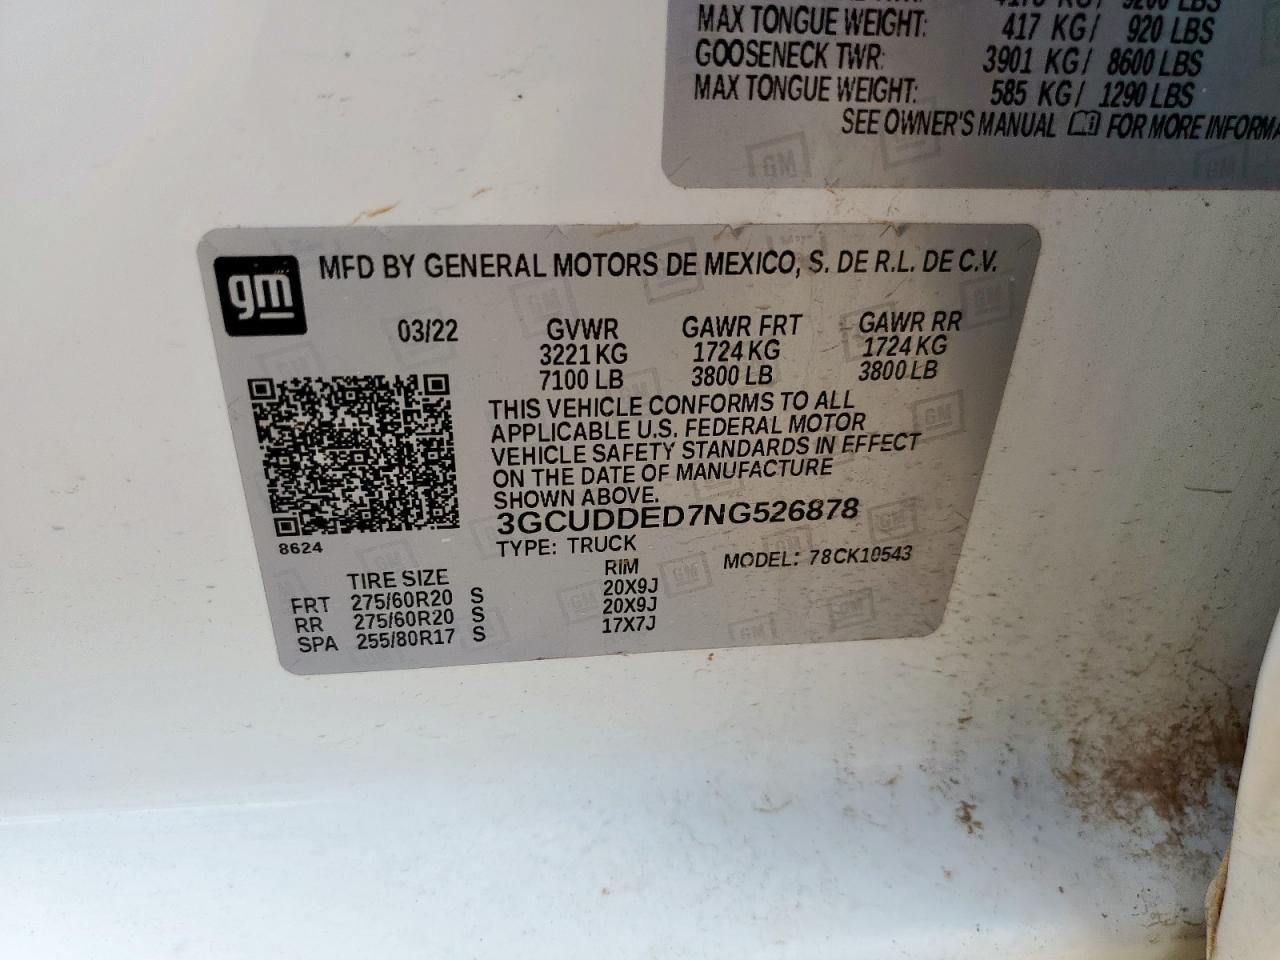 MAX TONGUE WEIGHT: 417 KG/ 920 LBS
GOOSENECK TWR: 3901 KG/ 8600 LBS
MAX TONGUE WEIGHT: 585 KG/ 1290 LBS
SEE OWNER'S MANUAL FOR MORE INFORMA
GM
gm MFD BY GENERAL MOTORS DE MEXICO, S. DE R.L. DE C.V.
03/22 GVWR GAWR FRT GAWR RR
3221 KG 1724 KG 1724 KG
7100 LB 3800 LB 3800 LB
THIS VEHICLE CONFORMS TO ALL
APPLICABLE U.S. FEDERAL MOTOR
VEHICLE SAFETY STANDARDS IN EFFECT
ON THE DATE OF MANUFACTURE
SHOWN ABOVE.
3GCUDDED7NG526878
8624
TYPE: TRUCK MODEL: 78CK10543
TIRE SIZE RIM
FRT 275/60R20 S 20X9J
RR 275/60R20 S 20X9J
SPA 255/80R17 S 17X7J